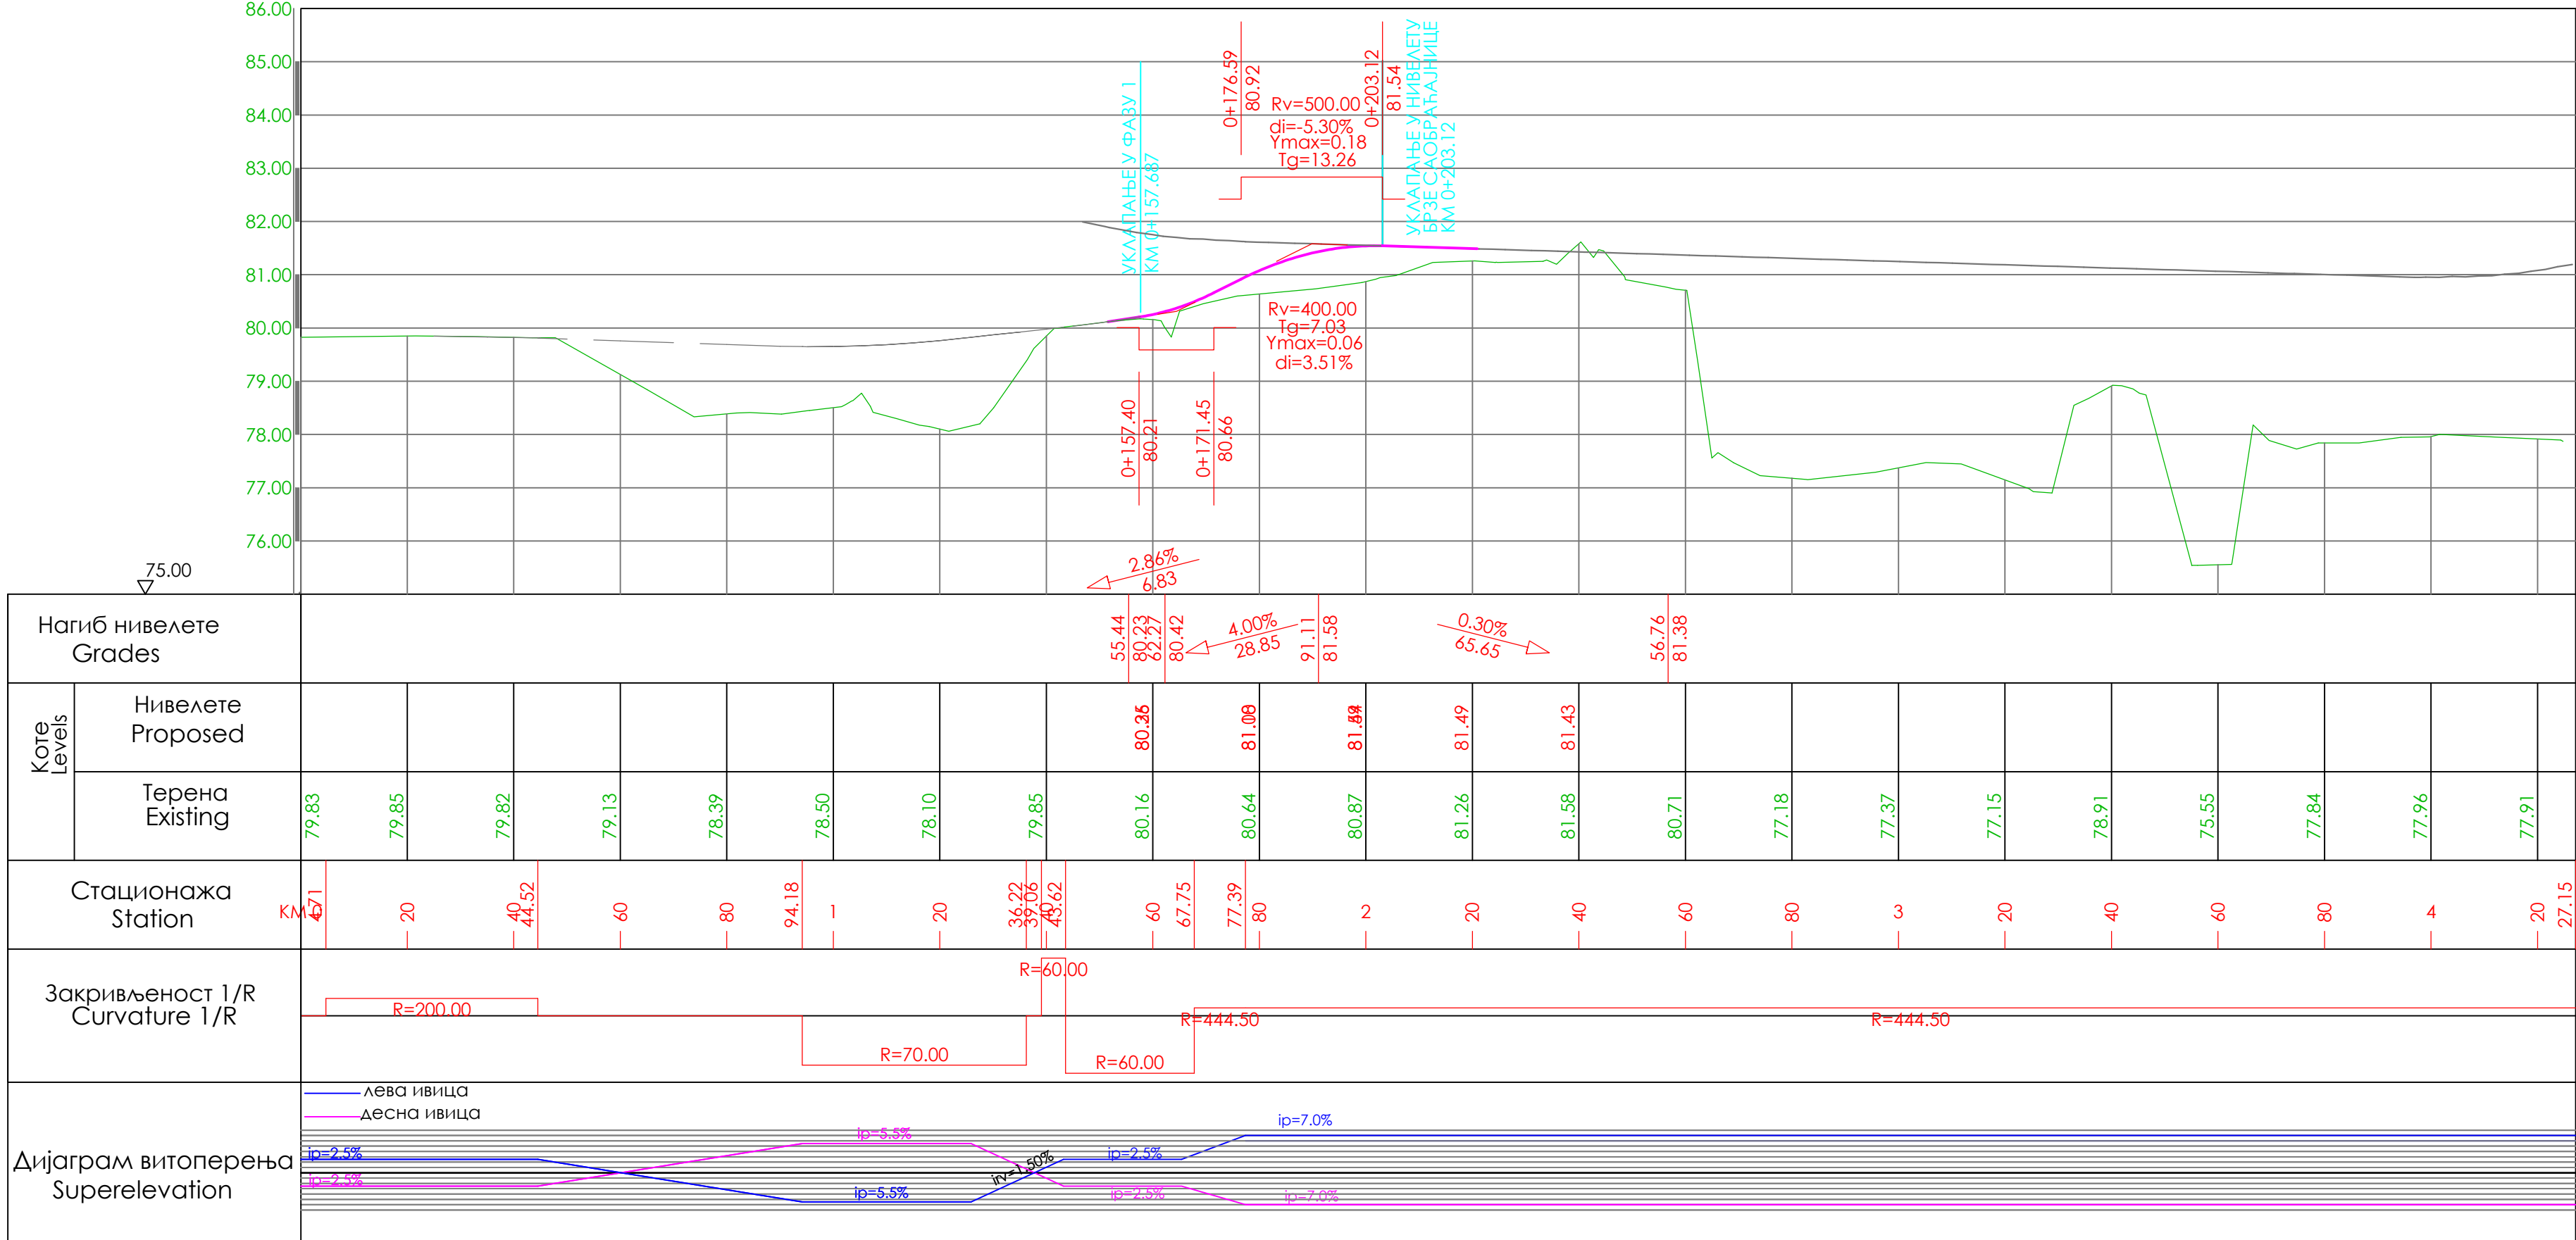 86.00
85.00
84.00
83.00
82.00
81.00
80.00
79.00
78.00
77.00
76.00
75.00
УКЛАПАЊЕ У ФАЗУ 1
КМ 0+157.687
0+176.59
80.92
Rv=500.00
di=-5.30%
Ymax=0.18
Tg=13.26
0+203.12
81.54
УКЛАПАЊЕ У НИВЕЛЕТУ
БРЗЕ САОБРАЋАЈНИЦЕ
КМ 0+203.12
Rv=400.00
Tg=7.03
Ymax=0.06
di=3.51%
0+157.40
80.21
0+171.45
80.66
2.86%
6.83
Нагиб нивелете
Grades
55.44
80.23
62.27
80.42
4.00%
28.85
91.11
81.58
0.30%
65.65
56.76
81.38
Коте
Levels
Нивелете
Proposed
81.49
81.43
Терена
Existing
79.83
79.85
79.82
79.13
78.39
78.50
78.10
79.85
80.16
80.64
80.87
81.26
81.58
80.71
77.18
77.37
77.15
78.91
75.55
77.84
77.96
77.91
Стационажа
Station
КМ 0
4.71
20
40
44.52
60
80
94.18
1
20
36.22
39.06
40
43.62
60
67.75
77.39
80
2
20
40
60
80
3
20
40
60
80
4
20
27.15
Закривљеност 1/R
Curvature 1/R
R=200.00
R=70.00
R=60.00
R=60.00
R=444.50
R=444.50
Дијаграм витоперења
Superelevation
лева ивица
десна ивица
ip=2.5%
ip=2.5%
ip=5.5%
ip=5.5%
irv=1.50%
ip=2.5%
ip=2.5%
ip=7.0%
ip=7.0%